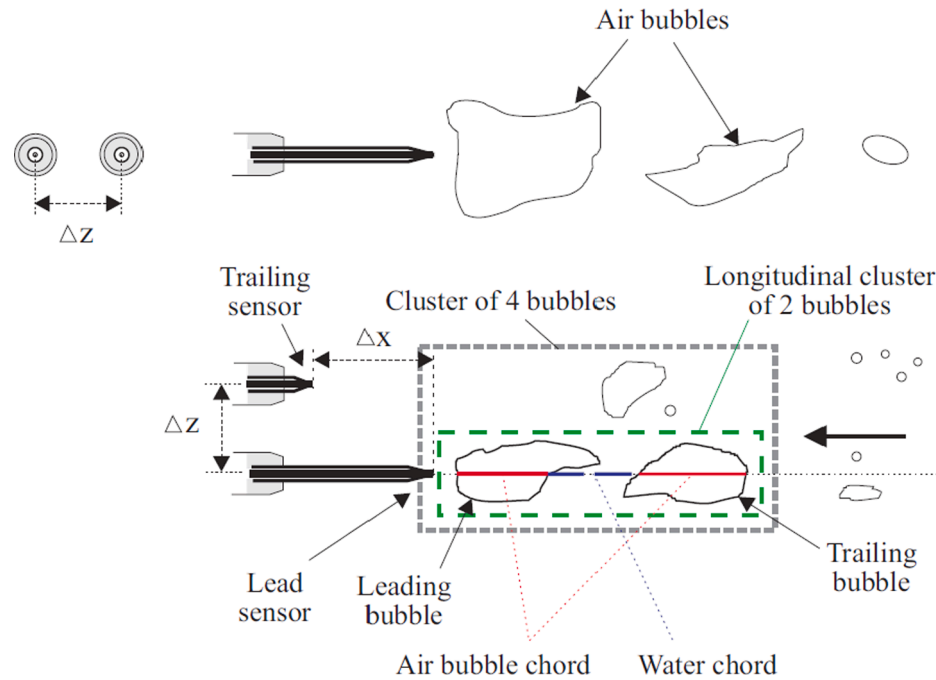 Air bubbles
△z
Trailing
sensor
Cluster of 4 bubbles
Longitudinal cluster
of 2 bubbles
△x
△z
Lead
sensor
Leading
bubble
Trailing
bubble
Air bubble chord
Water chord